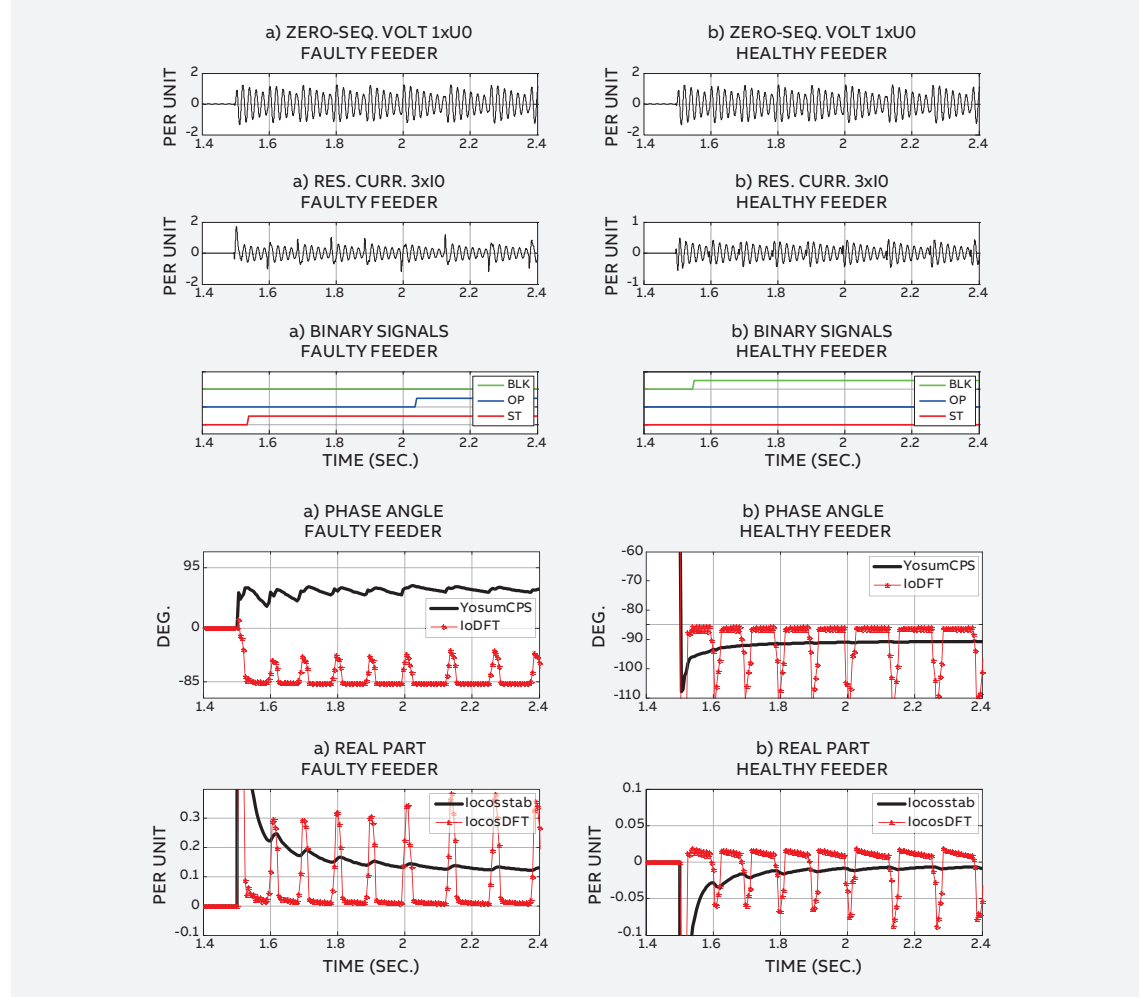 a) ZERO-SEQ. VOLT 1xU0
FAULTY FEEDER
PER UNIT
2
0
-2
1.4 1.6 1.8 2 2.2 2.4
b) ZERO-SEQ. VOLT 1xU0
HEALTHY FEEDER
PER UNIT
2
0
-2
1.4 1.6 1.8 2 2.2 2.4
a) RES. CURR. 3xI0
FAULTY FEEDER
PER UNIT
2
0
-2
1.4 1.6 1.8 2 2.2 2.4
b) RES. CURR. 3xI0
HEALTHY FEEDER
PER UNIT
1
0
-1
1.4 1.6 1.8 2 2.2 2.4
a) BINARY SIGNALS
FAULTY FEEDER
BLK
OP
ST
1.4 1.6 1.8 2 2.2 2.4
TIME (SEC.)
b) BINARY SIGNALS
HEALTHY FEEDER
BLK
OP
ST
1.4 1.6 1.8 2 2.2 2.4
TIME (SEC.)
a) PHASE ANGLE
FAULTY FEEDER
DEG.
95
0
-85
YosumCPS
IoDFT
1.4 1.6 1.8 2 2.2 2.4
b) PHASE ANGLE
HEALTHY FEEDER
DEG.
-60
-70
-80
-90
-100
-110
YosumCPS
IoDFT
1.4 1.6 1.8 2 2.2 2.4
a) REAL PART
FAULTY FEEDER
PER UNIT
0.3
0.2
0.1
0
-0.1
Iocosstab
IocosDFT
1.4 1.6 1.8 2 2.2 2.4
TIME (SEC.)
b) REAL PART
HEALTHY FEEDER
PER UNIT
0.1
0.05
0
-0.05
-0.1
Iocosstab
IocosDFT
1.4 1.6 1.8 2 2.2 2.4
TIME (SEC.)